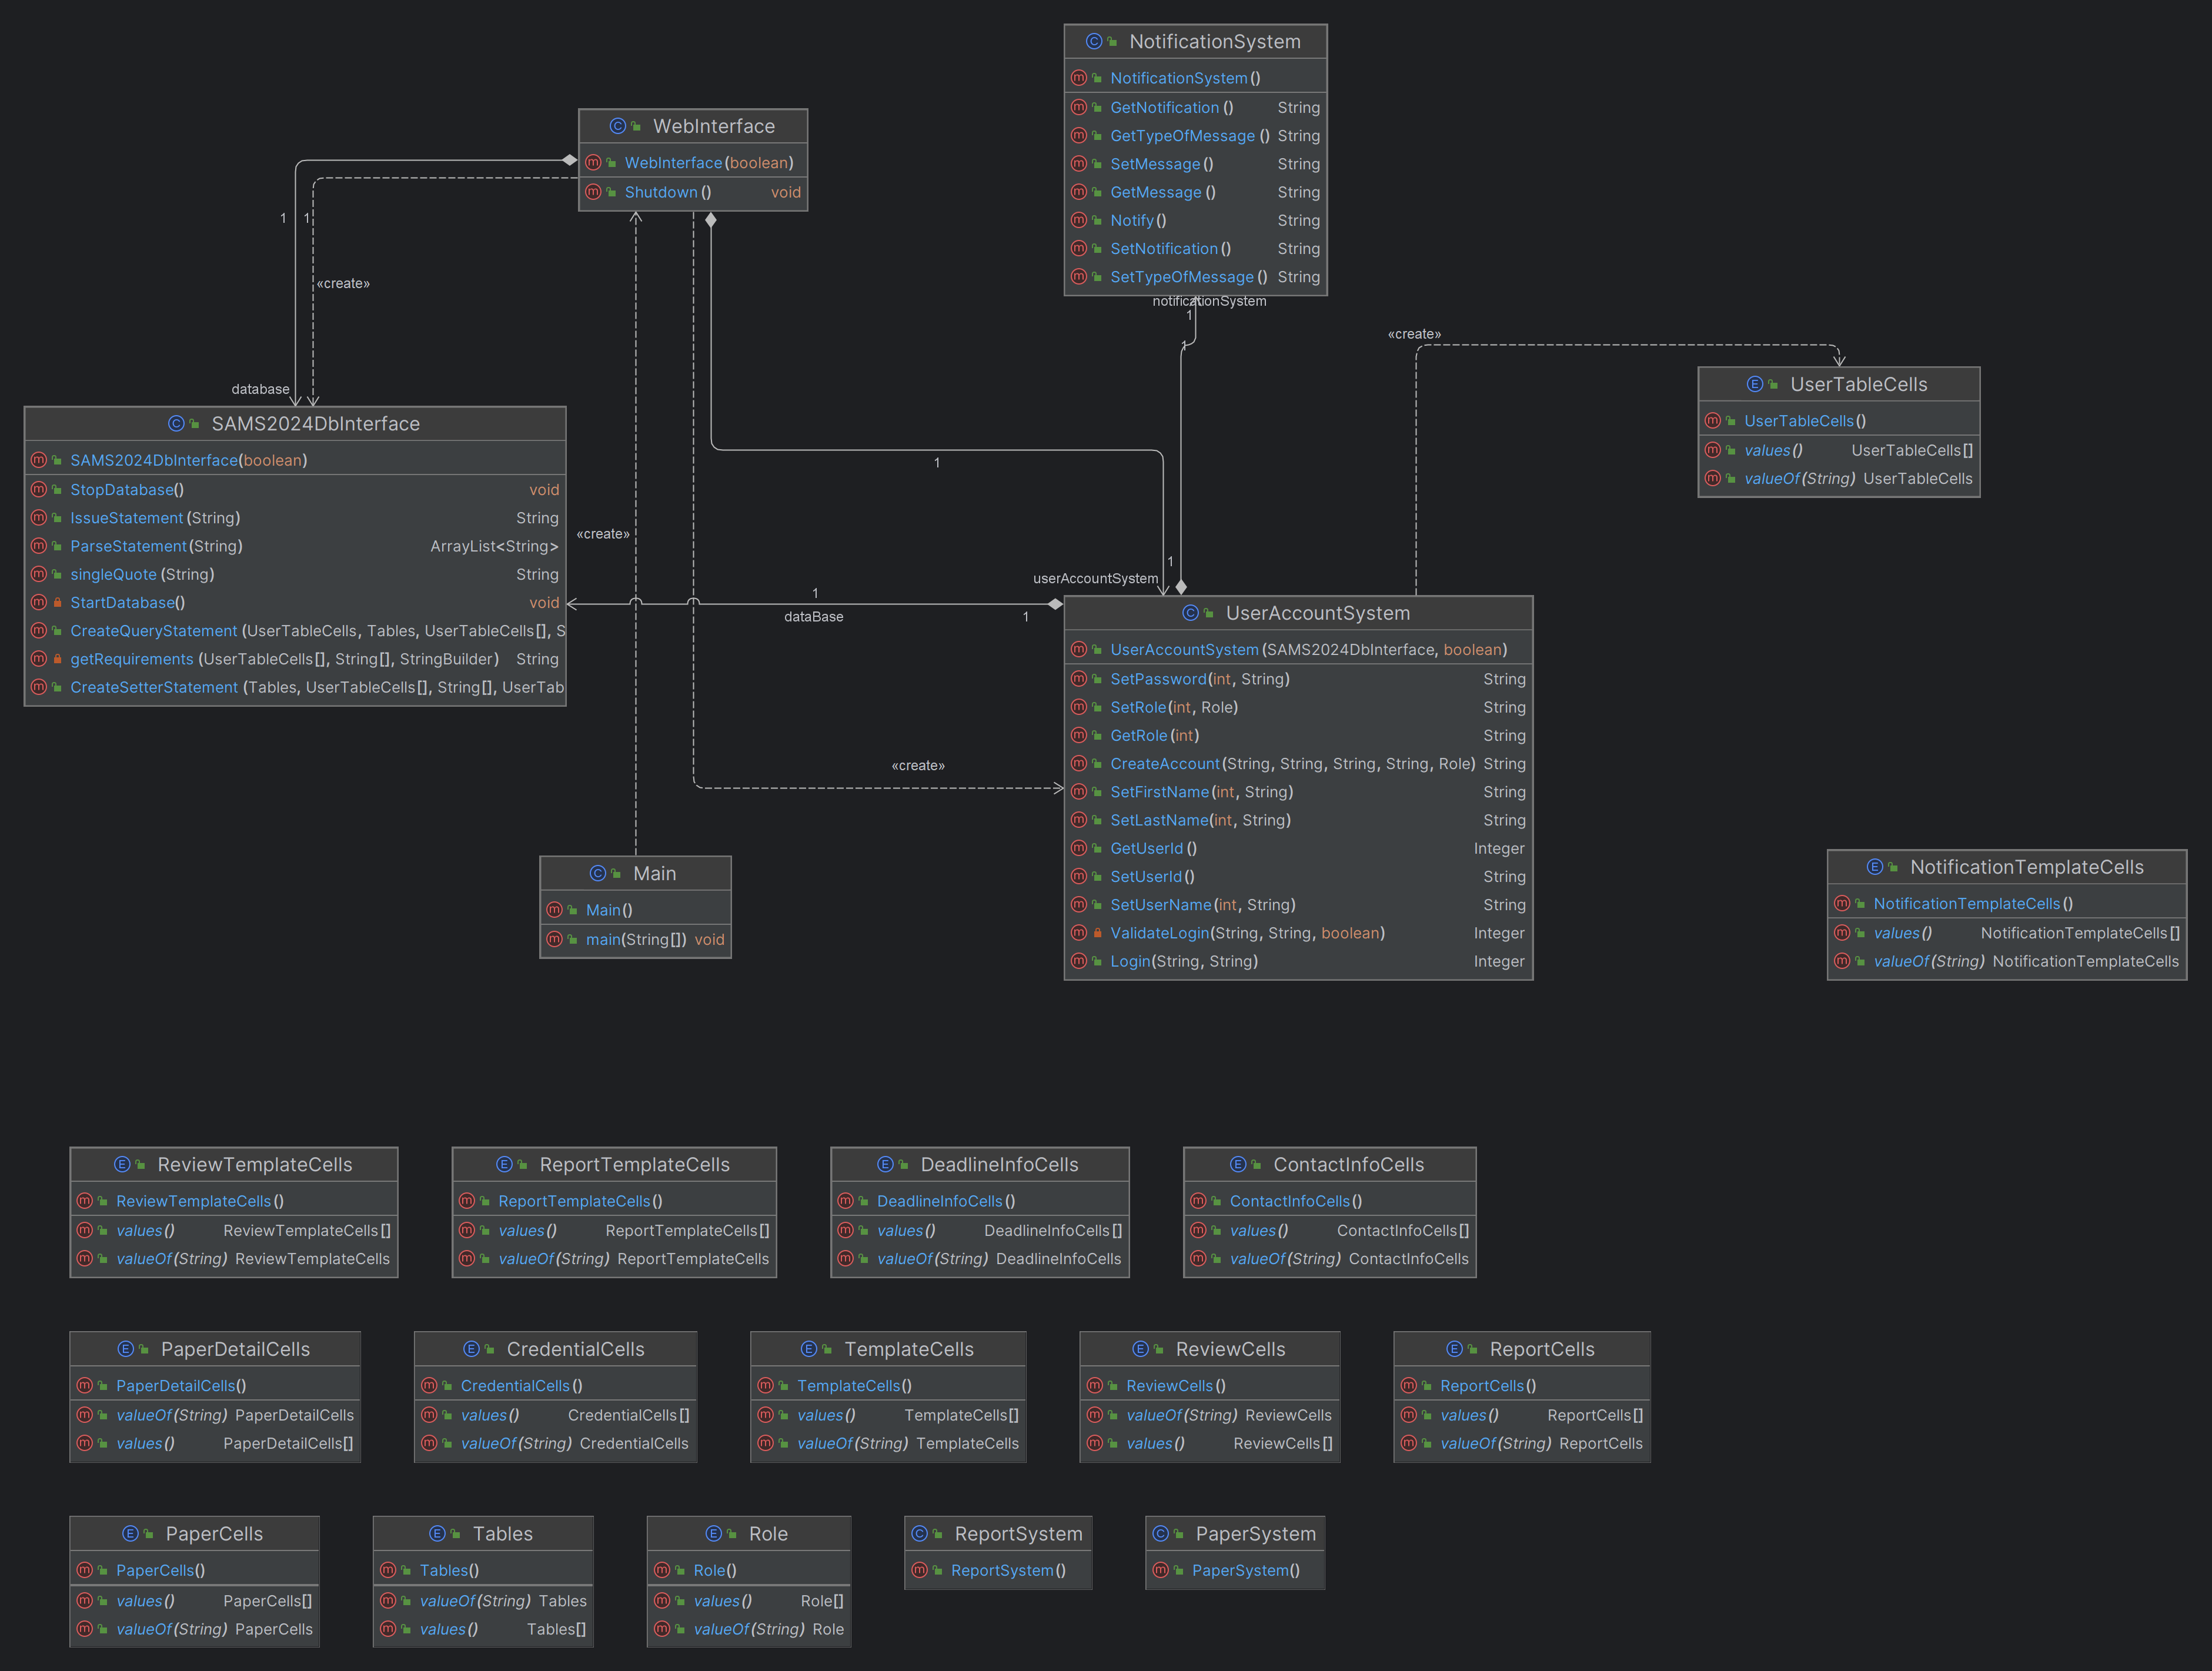 NotificationSystem
NotificationSystem()
GetNotification() String
GetTypeOfMessage() String
SetMessage() String
GetMessage() String
Notify() String
SetNotification() String
SetTypeOfMessage() String
notificationSystem
1
1
WebInterface
WebInterface(boolean)
Shutdown() void
1
1
«create»
database
«create»
UserTableCells
UserTableCells()
values() UserTableCells[]
valueOf(String) UserTableCells
SAMS2024DbInterface
SAMS2024DbInterface(boolean)
StopDatabase() void
IssueStatement(String) String
ParseStatement(String) ArrayList<String>
singleQuote(String) String
StartDatabase() void
CreateQueryStatement(UserTableCells, Tables, UserTableCells[], S
getRequirements(UserTableCells[], String[], StringBuilder) String
CreateSetterStatement(Tables, UserTableCells[], String[], UserTab
1
«create»
1
userAccountSystem
1
dataBase
1
UserAccountSystem
UserAccountSystem(SAMS2024DbInterface, boolean)
SetPassword(int, String) String
SetRole(int, Role) String
GetRole(int) String
CreateAccount(String, String, String, String, Role) String
SetFirstName(int, String) String
SetLastName(int, String) String
GetUserId() Integer
SetUserId() String
SetUserName(int, String) String
ValidateLogin(String, String, boolean) Integer
Login(String, String) Integer
«create»
Main
Main()
main(String[]) void
NotificationTemplateCells
NotificationTemplateCells()
values() NotificationTemplateCells[]
valueOf(String) NotificationTemplateCells
ReviewTemplateCells
ReviewTemplateCells()
values() ReviewTemplateCells[]
valueOf(String) ReviewTemplateCells
ReportTemplateCells
ReportTemplateCells()
values() ReportTemplateCells[]
valueOf(String) ReportTemplateCells
DeadlineInfoCells
DeadlineInfoCells()
values() DeadlineInfoCells[]
valueOf(String) DeadlineInfoCells
ContactInfoCells
ContactInfoCells()
values() ContactInfoCells[]
valueOf(String) ContactInfoCells
PaperDetailCells
PaperDetailCells()
valueOf(String) PaperDetailCells
values() PaperDetailCells[]
CredentialCells
CredentialCells()
values() CredentialCells[]
valueOf(String) CredentialCells
TemplateCells
TemplateCells()
values() TemplateCells[]
valueOf(String) TemplateCells
ReviewCells
ReviewCells()
valueOf(String) ReviewCells
values() ReviewCells[]
ReportCells
ReportCells()
values() ReportCells[]
valueOf(String) ReportCells
PaperCells
PaperCells()
values() PaperCells[]
valueOf(String) PaperCells
Tables
Tables()
valueOf(String) Tables
values() Tables[]
Role
Role()
values() Role[]
valueOf(String) Role
ReportSystem
ReportSystem()
PaperSystem
PaperSystem()